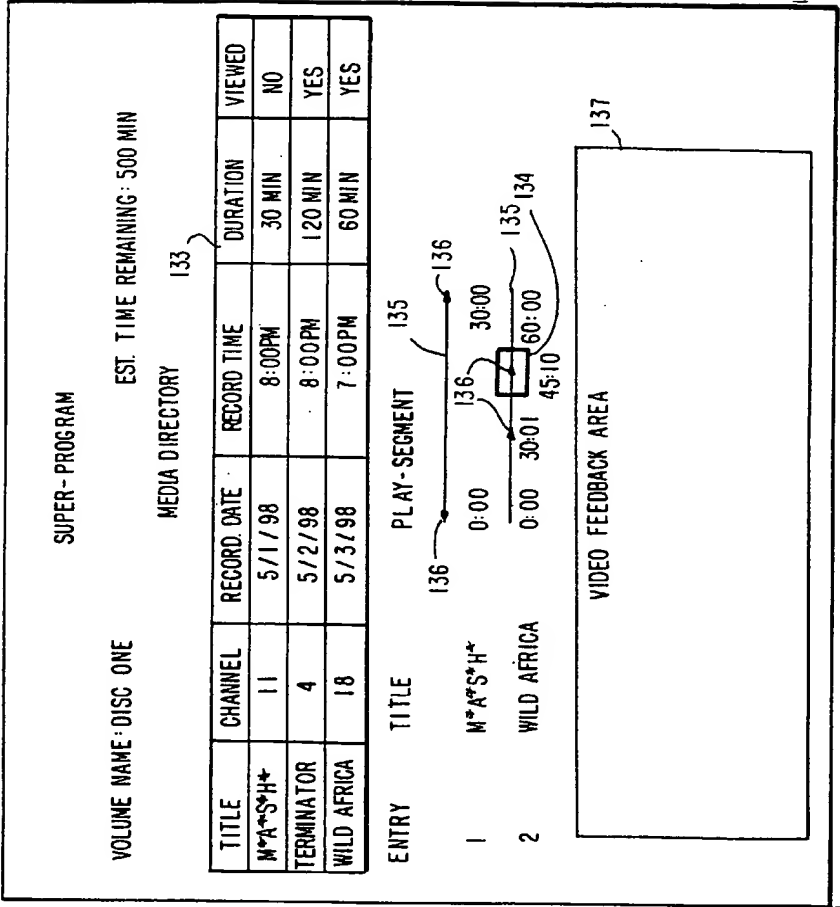 SUPER-PROGRAM
VOLUME NAME: DISC ONE EST. TIME REMAINING: 500 MIN
MEDIA DIRECTORY
133
TITLE CHANNEL RECORD. DATE RECORD TIME DURATION VIEWED
M*A*S*H* 11 5/1/98 8:00PM 30 MIN NO
TERMINATOR 4 5/2/98 8:00PM 120 MIN YES
WILD AFRICA 18 5/3/98 7:00PM 60 MIN YES
ENTRY TITLE PLAY-SEGMENT
136 135 136
1 M*A*S*H* 0:00 30:00
136 135 134
2 WILD AFRICA 0:00 30:01 45:10 60:00
137
VIDEO FEEDBACK AREA